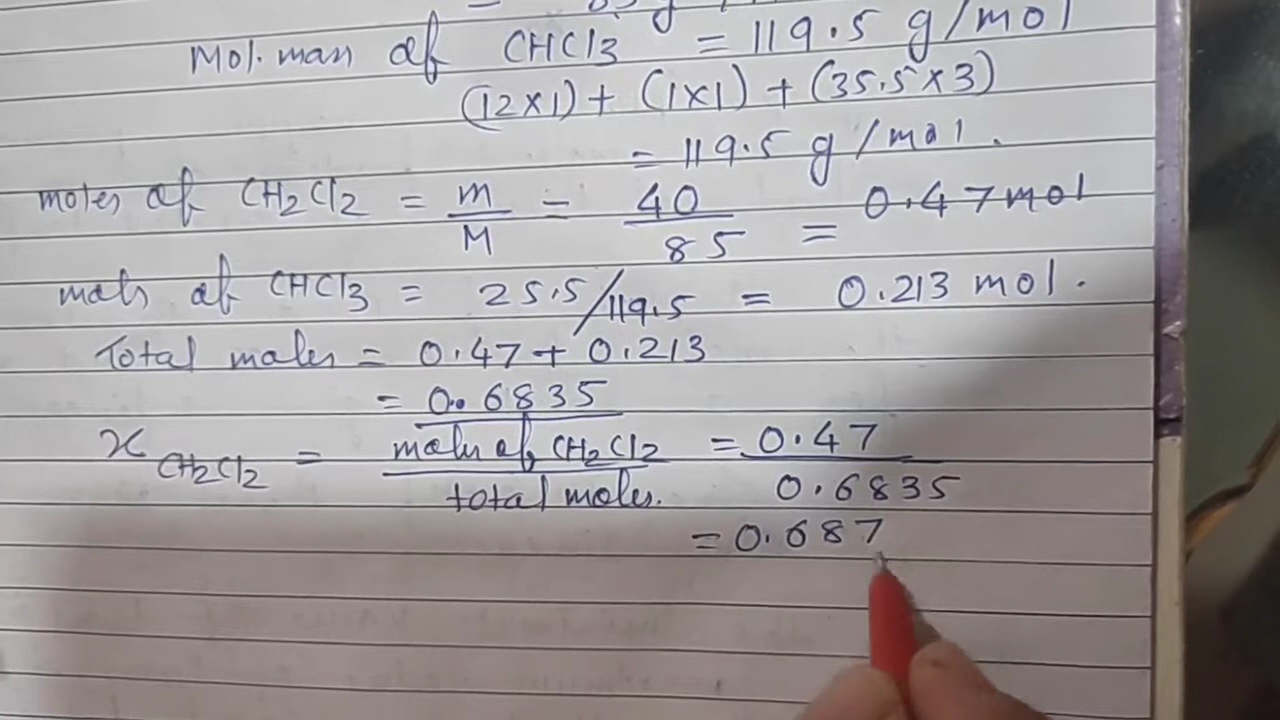 Mol. mass of CHCl3 = 119.5 g/mol
(12×1) + (1×1) + (35.5×3)
= 119.5 g/mol.
moles of CH2Cl2 = m/M = 40/85 = 0.47 mol
mols of CHCl3 = 25.5/119.5 = 0.213 mol.
Total moles = 0.47 + 0.213
= 0.6835
x CH2Cl2 = moles of CH2Cl2 / total moles. = 0.47 / 0.6835
= 0.687